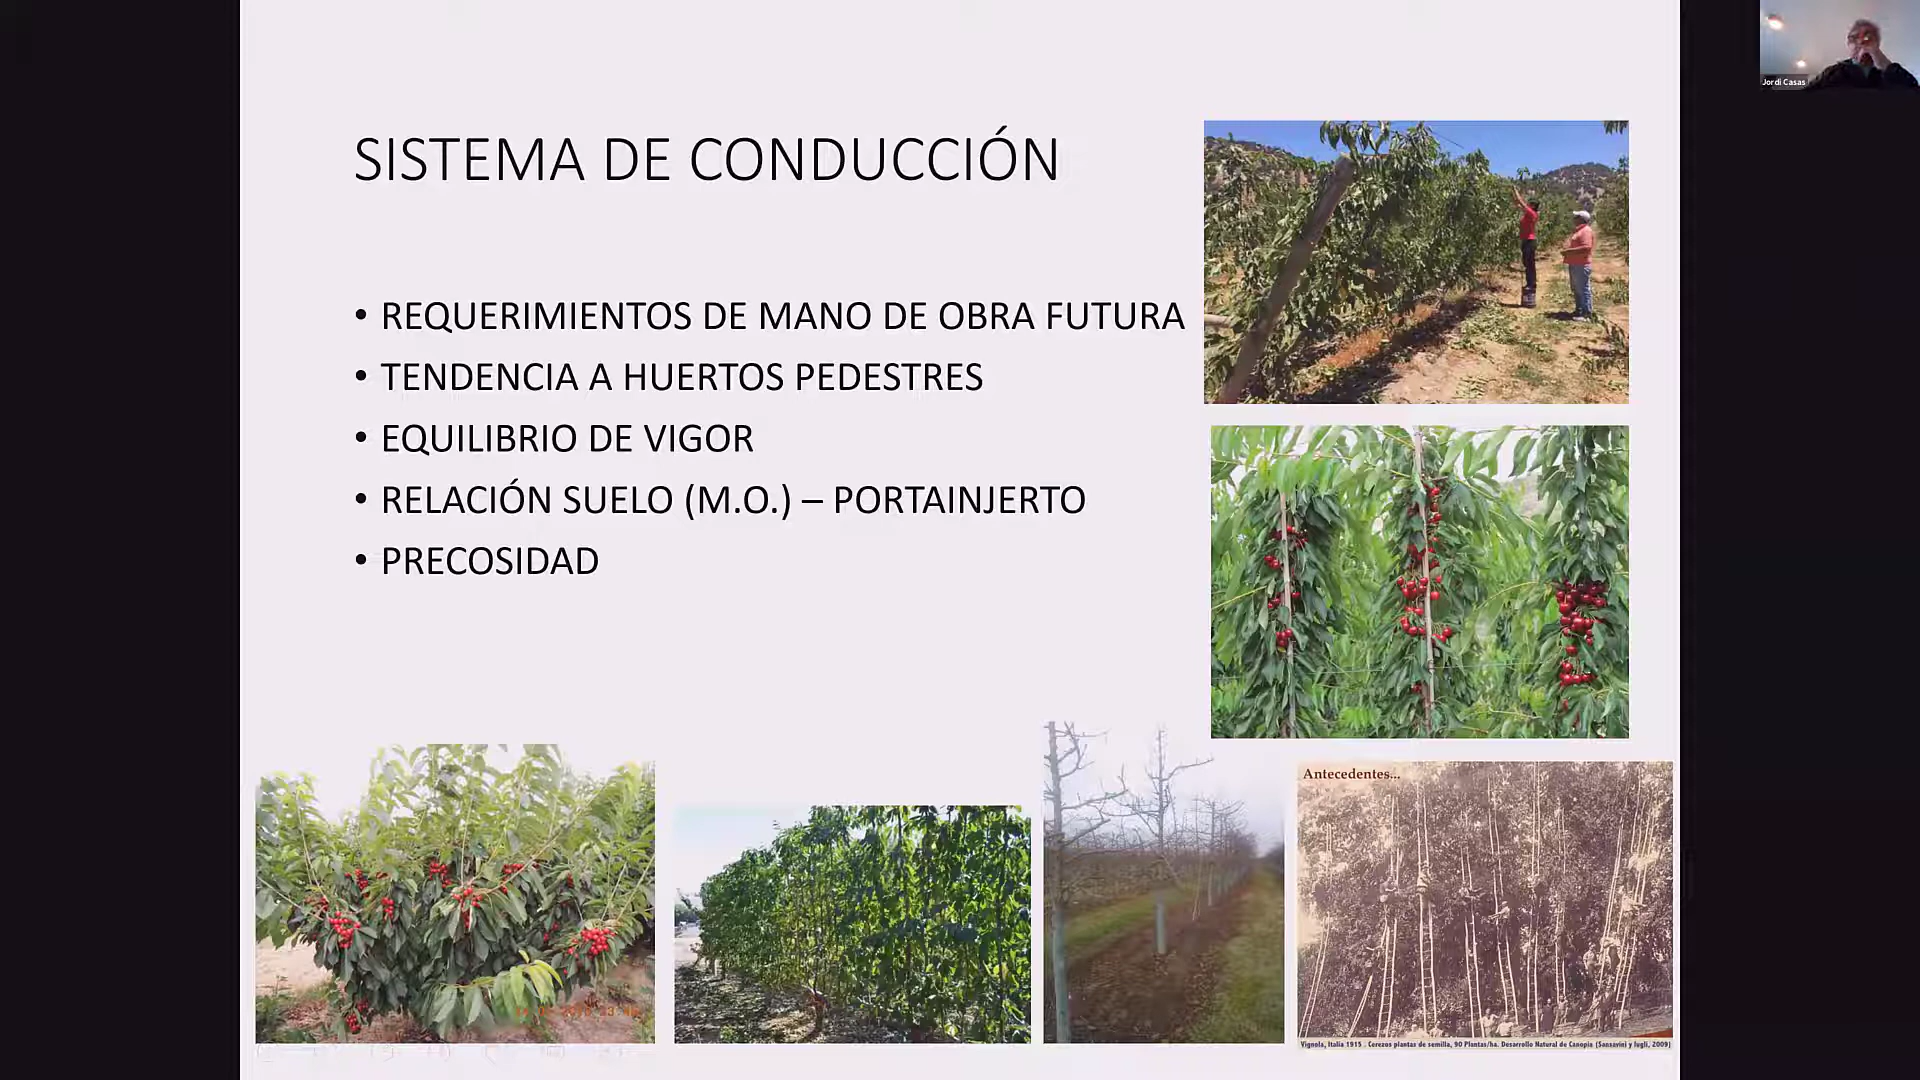 Jordi Casas
SISTEMA DE CONDUCCIÓN
• REQUERIMIENTOS DE MANO DE OBRA FUTURA
• TENDENCIA A HUERTOS PEDESTRES
• EQUILIBRIO DE VIGOR
• RELACIÓN SUELO (M.O.) – PORTAINJERTO
• PRECOSIDAD
Antecedentes...
Vignola, Italia 1915 . Cerezos plantas de semilla, 90 Plantas/ha. Desarrollo Natural de Canopia (Sansavini y lugli, 2009)